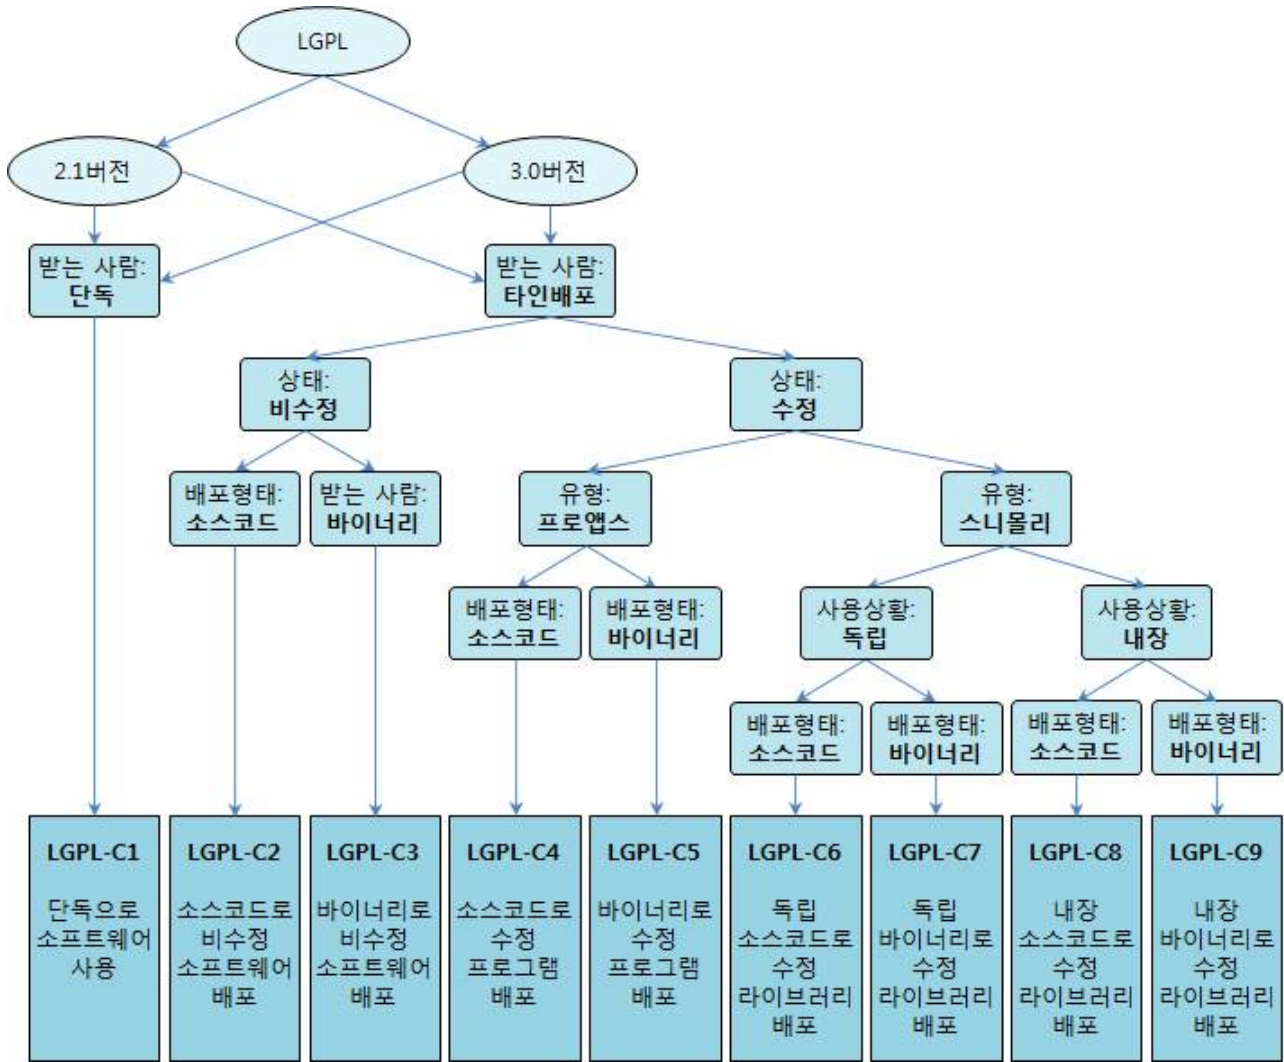 LGPL
2.1버전
3.0버전
받는 사람:
단독
받는 사람:
타인배포
상태:
비수정
상태:
수정
배포형태:
소스코드
받는 사람:
바이너리
유형:
프로앱스
유형:
스니몰리
배포형태:
소스코드
배포형태:
바이너리
사용상황:
독립
사용상황:
내장
배포형태:
소스코드
배포형태:
바이너리
배포형태:
소스코드
배포형태:
바이너리
LGPL-C1
단독으로
소프트웨어
사용
LGPL-C2
소스코드로
비수정
소프트웨어
배포
LGPL-C3
바이너리로
비수정
소프트웨어
배포
LGPL-C4
소스코드로
수정
프로그램
배포
LGPL-C5
바이너리로
수정
프로그램
배포
LGPL-C6
독립
소스코드로
수정
라이브러리
배포
LGPL-C7
독립
바이너리로
수정
라이브러리
배포
LGPL-C8
내장
소스코드로
수정
라이브러리
배포
LGPL-C9
내장
바이너리로
수정
라이브러리
배포